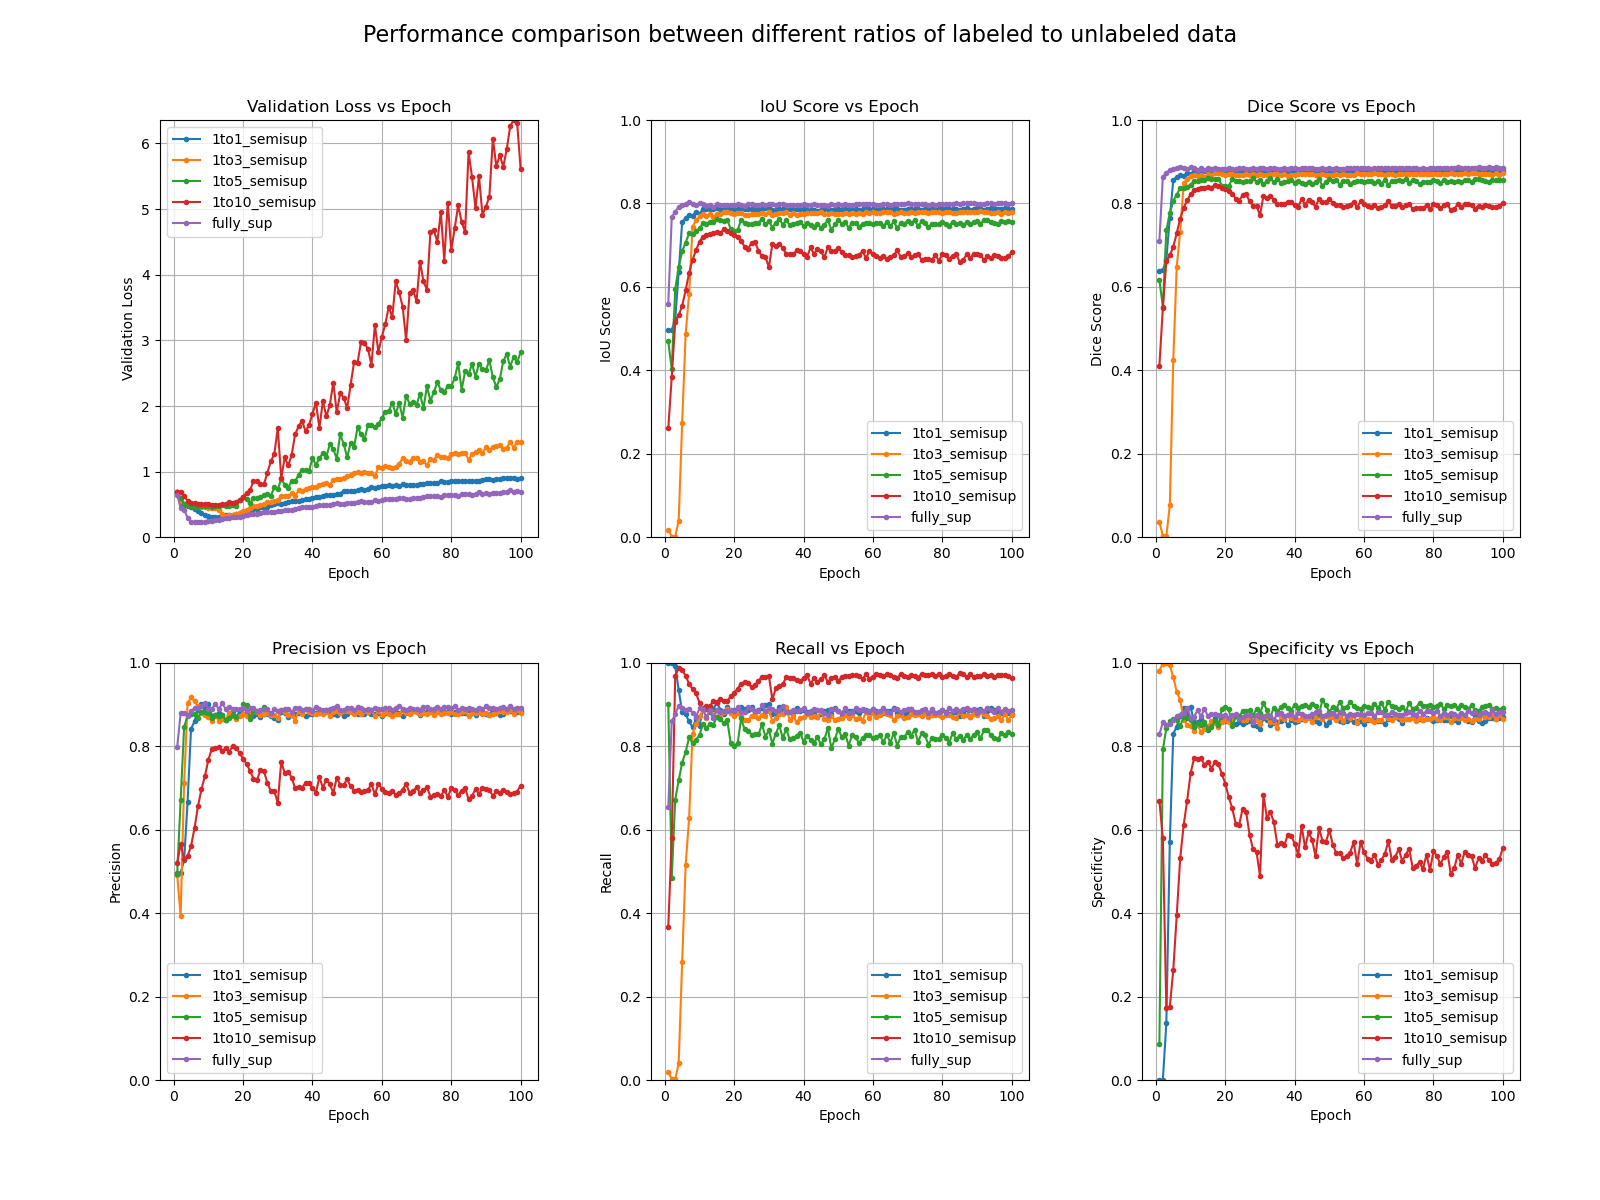 Performance comparison between different ratios of labeled to unlabeled data
Validation Loss vs Epoch
Validation Loss
6
5
4
3
2
1
0
1to1_semisup
1to3_semisup
1to5_semisup
1to10_semisup
fully_sup
0 20 40 60 80 100
Epoch
IoU Score vs Epoch
IoU Score
1.0
0.8
0.6
0.4
0.2
0.0
1to1_semisup
1to3_semisup
1to5_semisup
1to10_semisup
fully_sup
0 20 40 60 80 100
Epoch
Dice Score vs Epoch
Dice Score
1.0
0.8
0.6
0.4
0.2
0.0
1to1_semisup
1to3_semisup
1to5_semisup
1to10_semisup
fully_sup
0 20 40 60 80 100
Epoch
Precision vs Epoch
Precision
1.0
0.8
0.6
0.4
0.2
0.0
1to1_semisup
1to3_semisup
1to5_semisup
1to10_semisup
fully_sup
0 20 40 60 80 100
Epoch
Recall vs Epoch
Recall
1.0
0.8
0.6
0.4
0.2
0.0
1to1_semisup
1to3_semisup
1to5_semisup
1to10_semisup
fully_sup
0 20 40 60 80 100
Epoch
Specificity vs Epoch
Specificity
1.0
0.8
0.6
0.4
0.2
0.0
1to1_semisup
1to3_semisup
1to5_semisup
1to10_semisup
fully_sup
0 20 40 60 80 100
Epoch